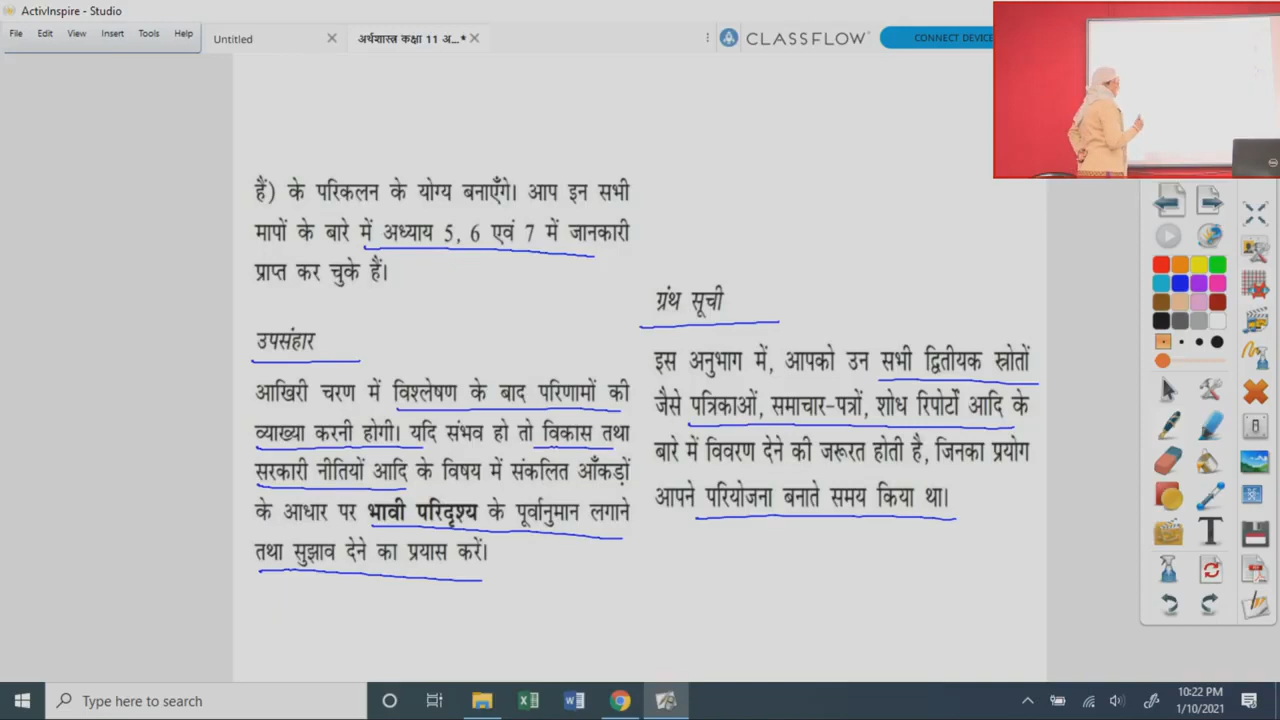 ActivInspire - Studio
File Edit View Insert Tools Help
Untitled
अर्थशास्त्र कक्षा 11 अ...*
CLASSFLOW
CONNECT DEVICE
हैं) के परिकलन के योग्य बनाएँगे। आप इन सभी
मापों के बारे में अध्याय 5, 6 एवं 7 में जानकारी
प्राप्त कर चुके हैं।
उपसंहार
आखिरी चरण में विश्लेषण के बाद परिणामों की
व्याख्या करनी होगी। यदि संभव हो तो विकास तथा
सरकारी नीतियों आदि के विषय में संकलित आँकड़ों
के आधार पर भावी परिदृश्य के पूर्वानुमान लगाने
तथा सुझाव देने का प्रयास करें।
ग्रंथ सूची
इस अनुभाग में, आपको उन सभी द्वितीयक स्रोतों
जैसे पत्रिकाओं, समाचार-पत्रों, शोध रिपोर्टों आदि के
बारे में विवरण देने की जरूरत होती है, जिनका प्रयोग
आपने परियोजना बनाते समय किया था।
Type here to search
10:22 PM
1/10/2021